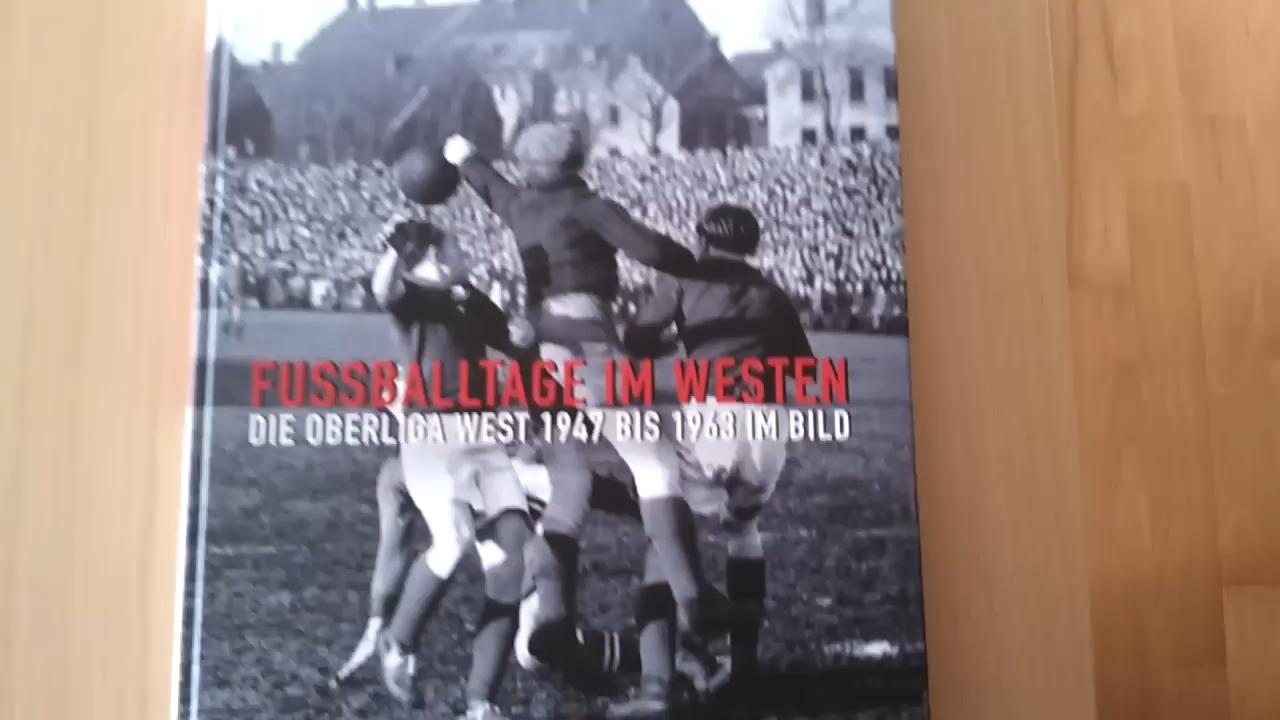 FUSSBALLTAGE IM WESTEN
DIE OBERLIGA WEST 1947 BIS 1963 IM BILD